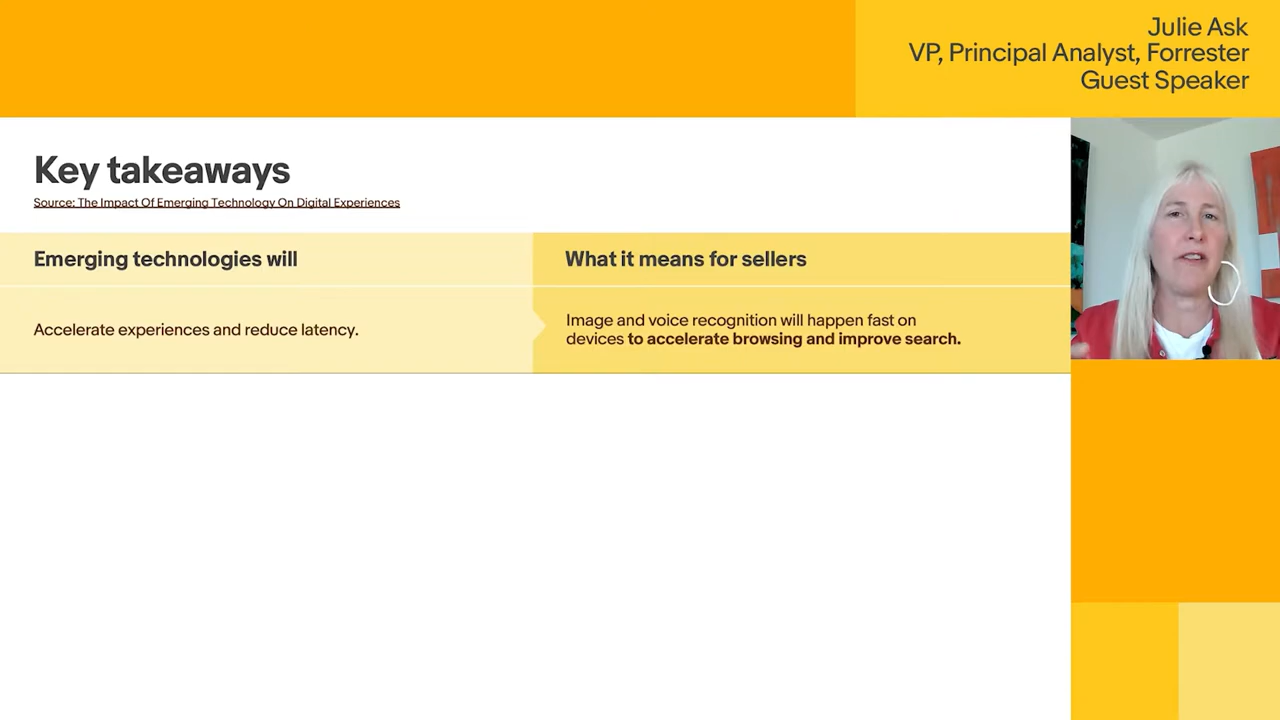 Julie Ask
VP, Principal Analyst, Forrester
Guest Speaker
Key takeaways
Source: The Impact Of Emerging Technology On Digital Experiences
Emerging technologies will
What it means for sellers
Accelerate experiences and reduce latency.
Image and voice recognition will happen fast on
devices to accelerate browsing and improve search.